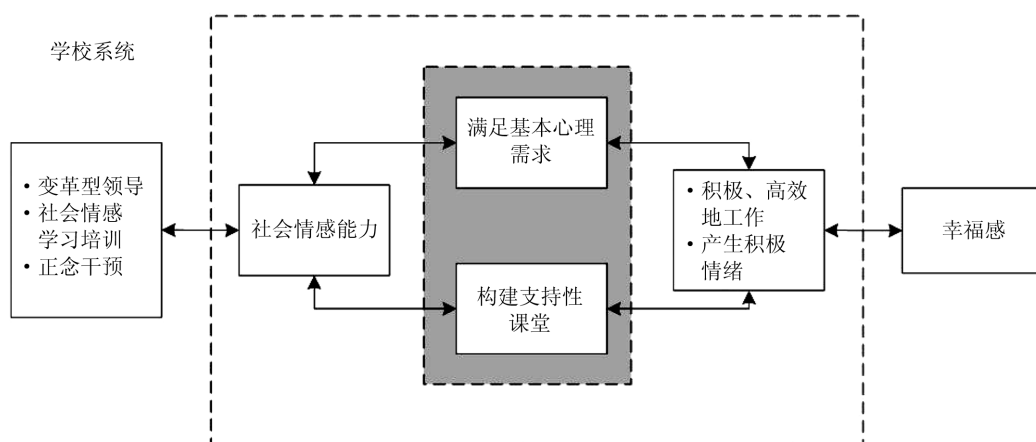 学校系统
• 变革型领导
• 社会情感
学习培训
• 正念干预
社会情感能力
满足基本心理
需求
构建支持性
课堂
• 积极、高效
地工作
• 产生积极
情绪
幸福感